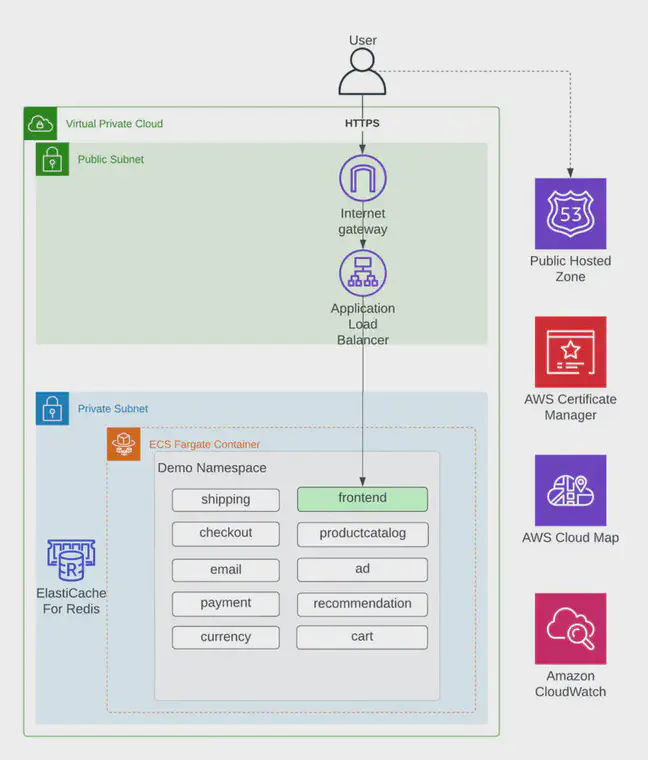 User
HTTPS
Virtual Private Cloud
Public Subnet
Internet
gateway
Application
Load
Balancer
53
Public Hosted
Zone
AWS Certificate
Manager
Private Subnet
ECS Fargate Container
Demo Namespace
shipping
frontend
checkout
productcatalog
email
ad
payment
recommendation
currency
cart
R
ElastiCache
For Redis
AWS Cloud Map
Amazon
CloudWatch